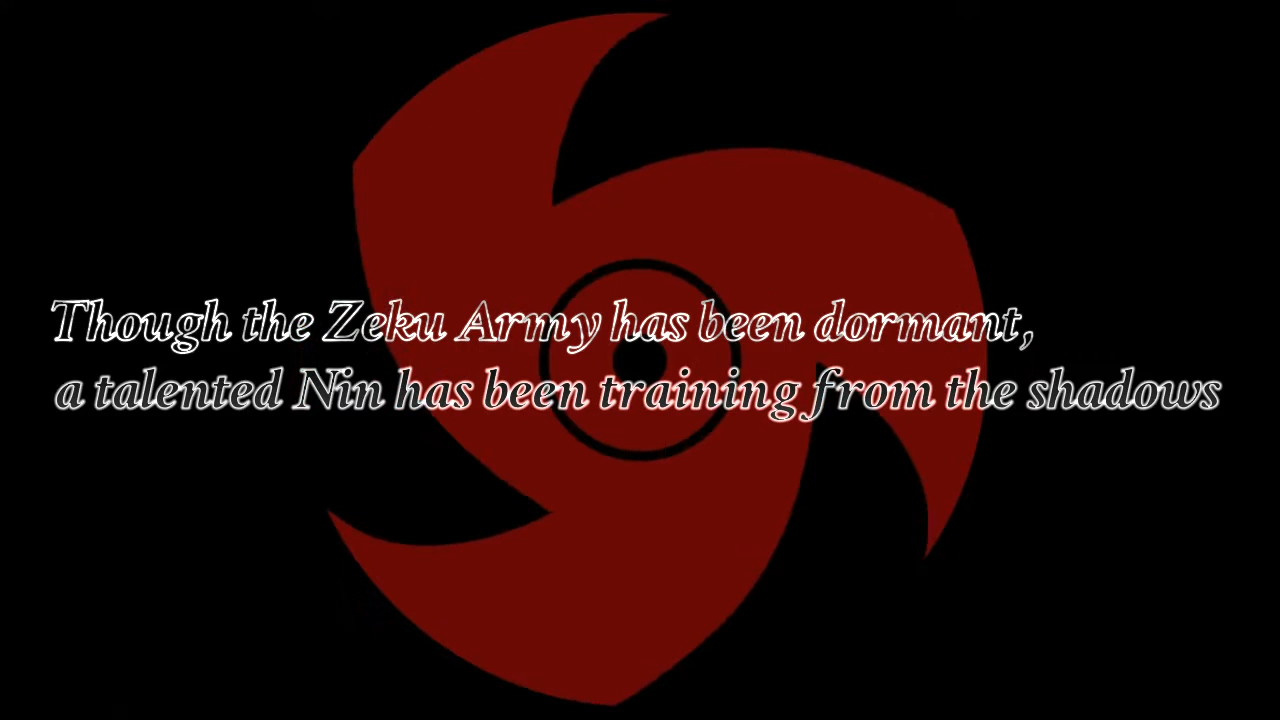 Though the Zeku Army has been dormant,
a talented Nin has been training from the shadows